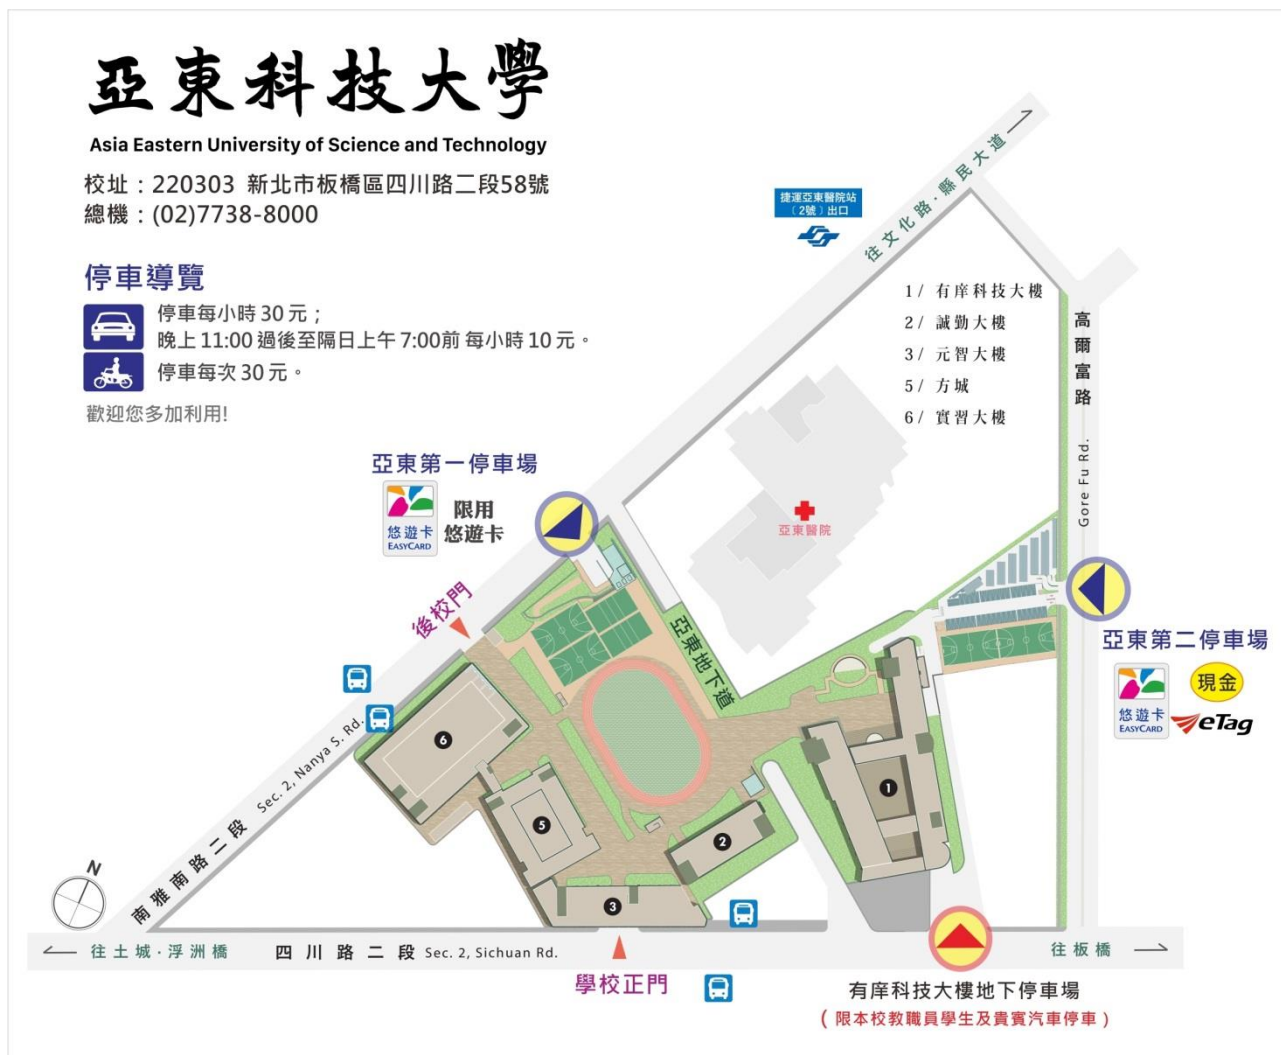 亞東科技大學
Asia Eastern University of Science and Technology
校址：220303 新北市板橋區四川路二段58號
總機：(02)7738-8000
停車導覽
停車每小時 30 元；
晚上 11:00 過後至隔日上午 7:00前 每小時 10 元。
停車每次 30 元。
歡迎您多加利用!
捷運亞東醫院站
〔2號〕出口
往文化路·縣民大道
1/ 有庠科技大樓
2/ 誠勤大樓
3/ 元智大樓
5/ 方城
6/ 實習大樓
高爾富路
Gore Fu Rd.
亞東第一停車場
悠遊卡
EASYCARD
限用
悠遊卡
亞東醫院
後校門
亞東地下道
亞東第二停車場
悠遊卡
EASYCARD
現金
eTag
6
5
2
1
3
N
南雅南路二段 Sec. 2, Nanya S. Rd.
往土城·浮洲橋
四川路二段 Sec. 2, Sichuan Rd.
往板橋
學校正門
有庠科技大樓地下停車場
(限本校教職員學生及貴賓汽車停車)